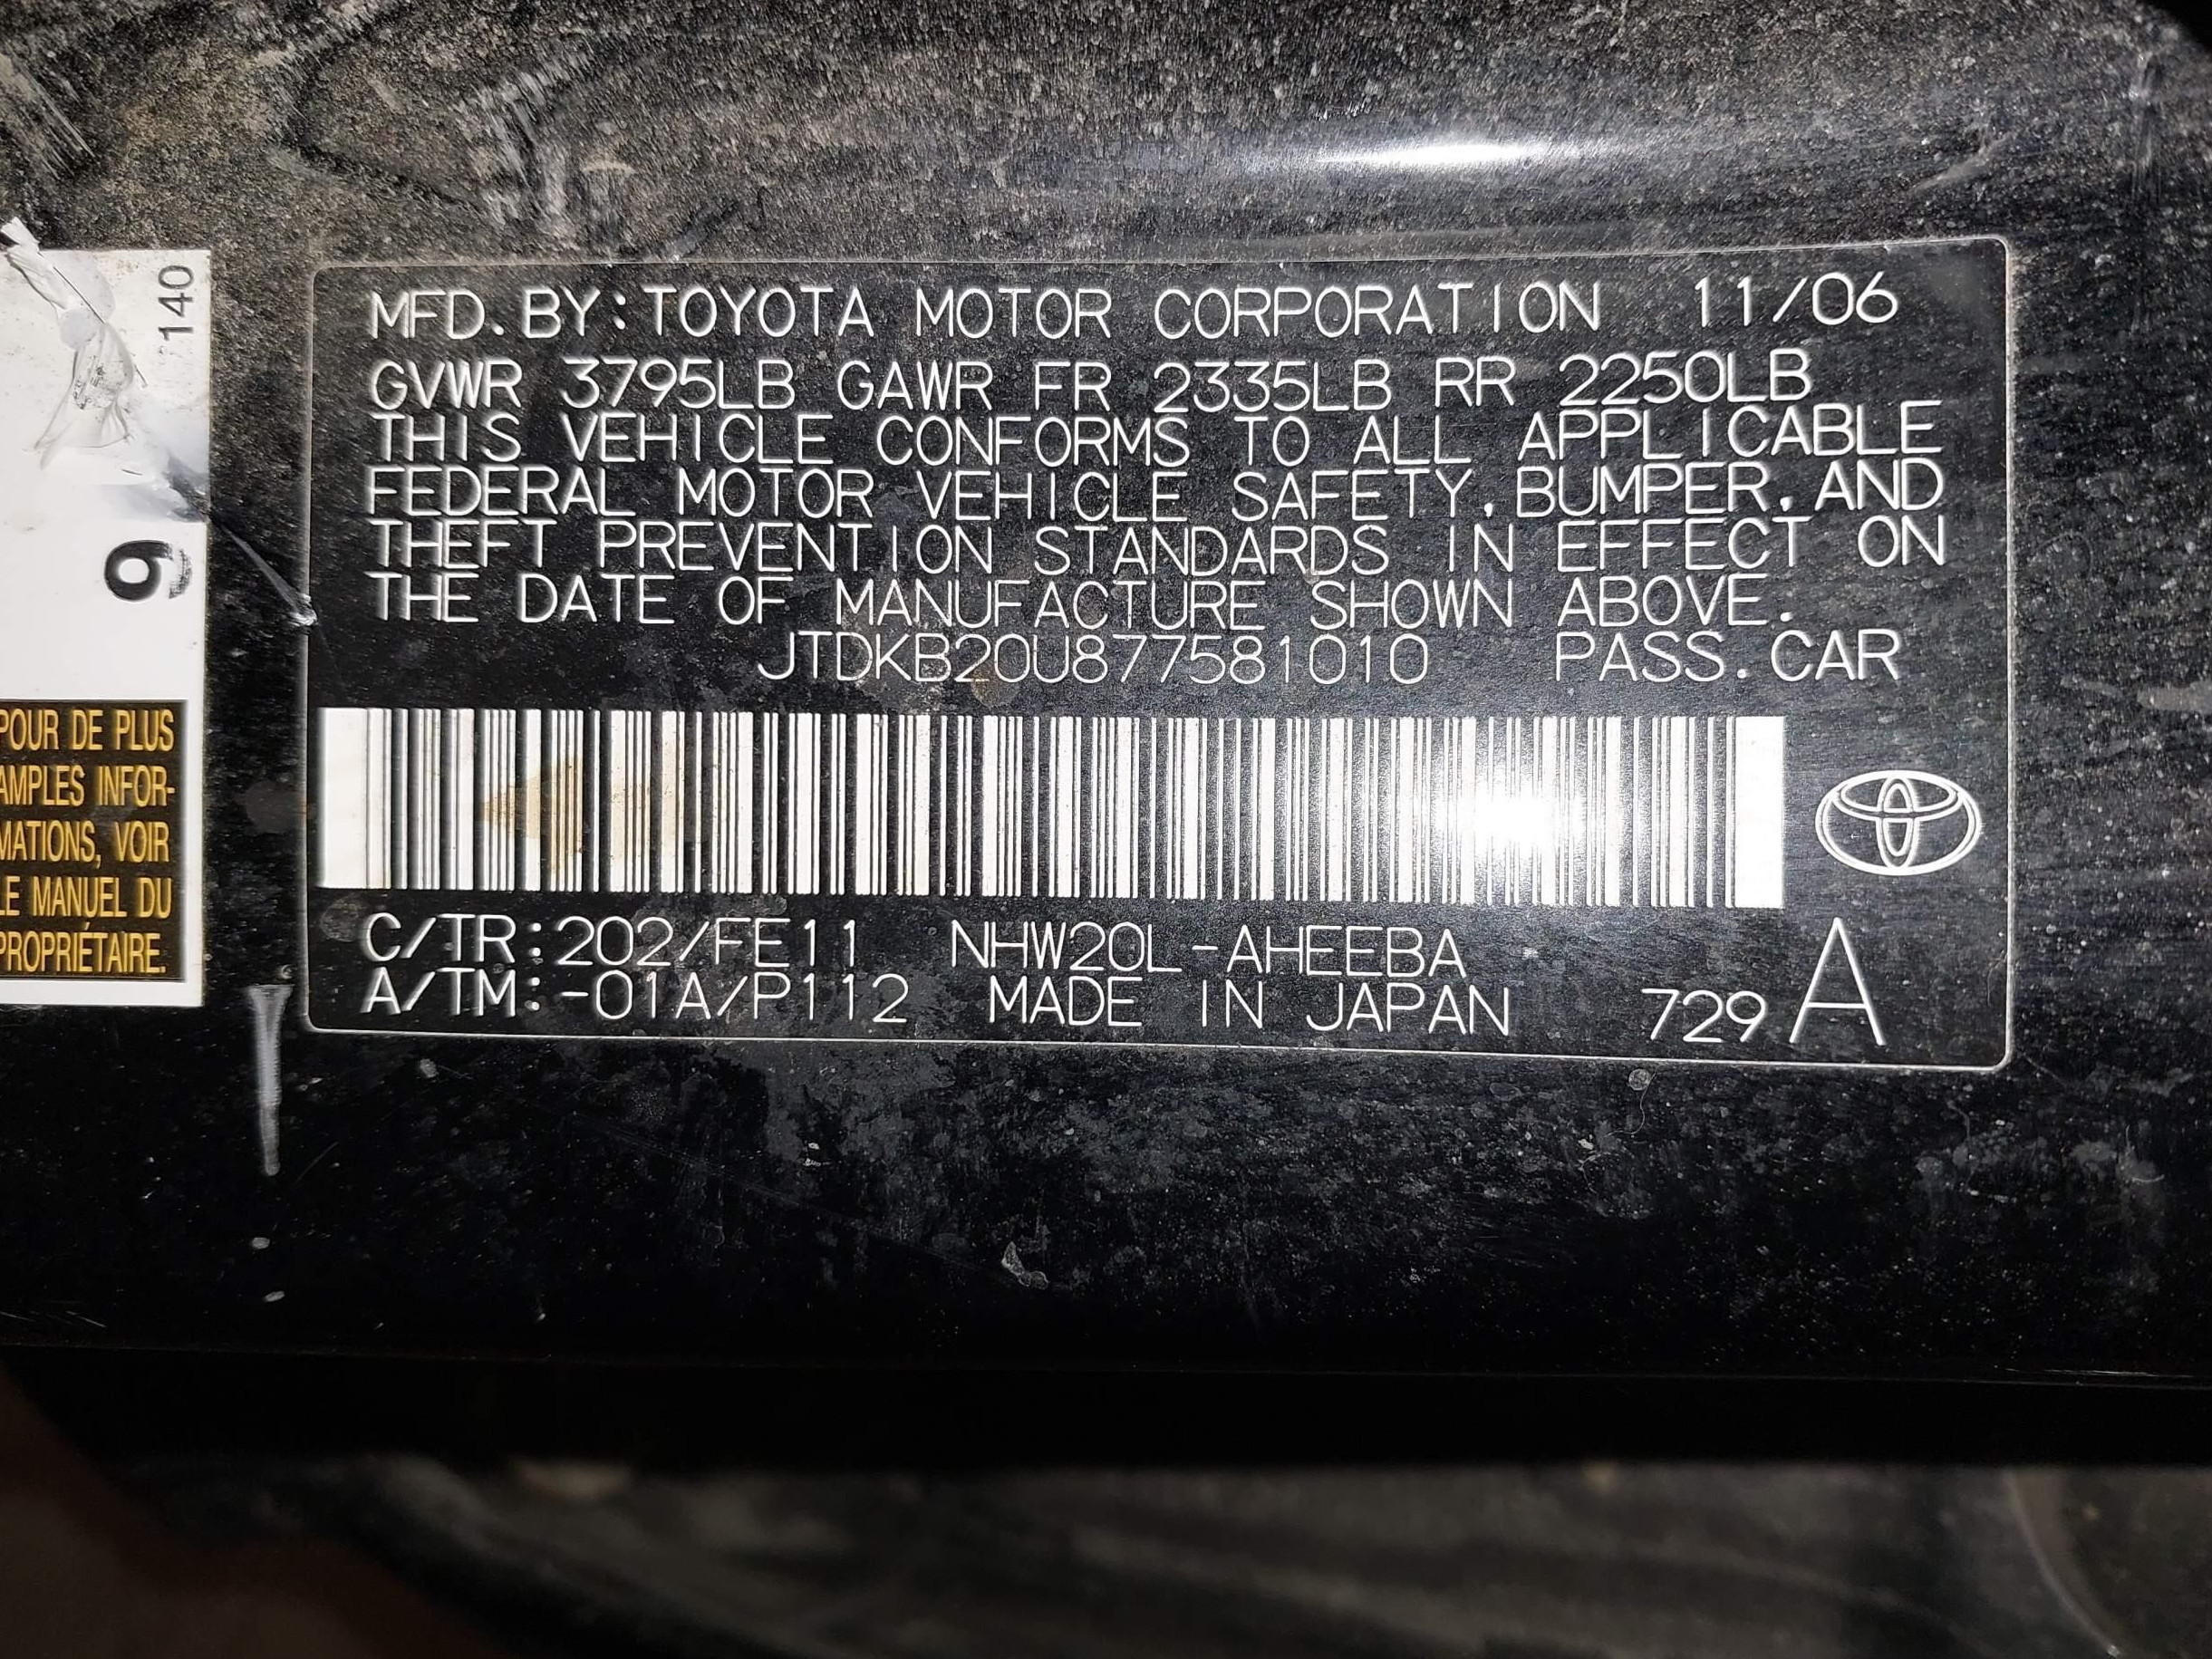 MFD.BY:TOYOTA MOTOR CORPORATION 11/06
GVWR 3795LB GAWR FR 2335LB RR 2250LB
THIS VEHICLE CONFORMS TO ALL APPLICABLE
FEDERAL MOTOR VEHICLE SAFETY,BUMPER,AND
THEFT PREVENTION STANDARDS IN EFFECT ON
THE DATE OF MANUFACTURE SHOWN ABOVE.
JTDKB20U877581010 PASS.CAR
C/TR:202/FE11 NHW20L-AHEEBA
A/TM:-01A/P112 MADE IN JAPAN 729 A
140
9
POUR DE PLUS
AMPLES INFOR-
MATIONS, VOIR
LE MANUEL DU
PROPRIÉTAIRE.